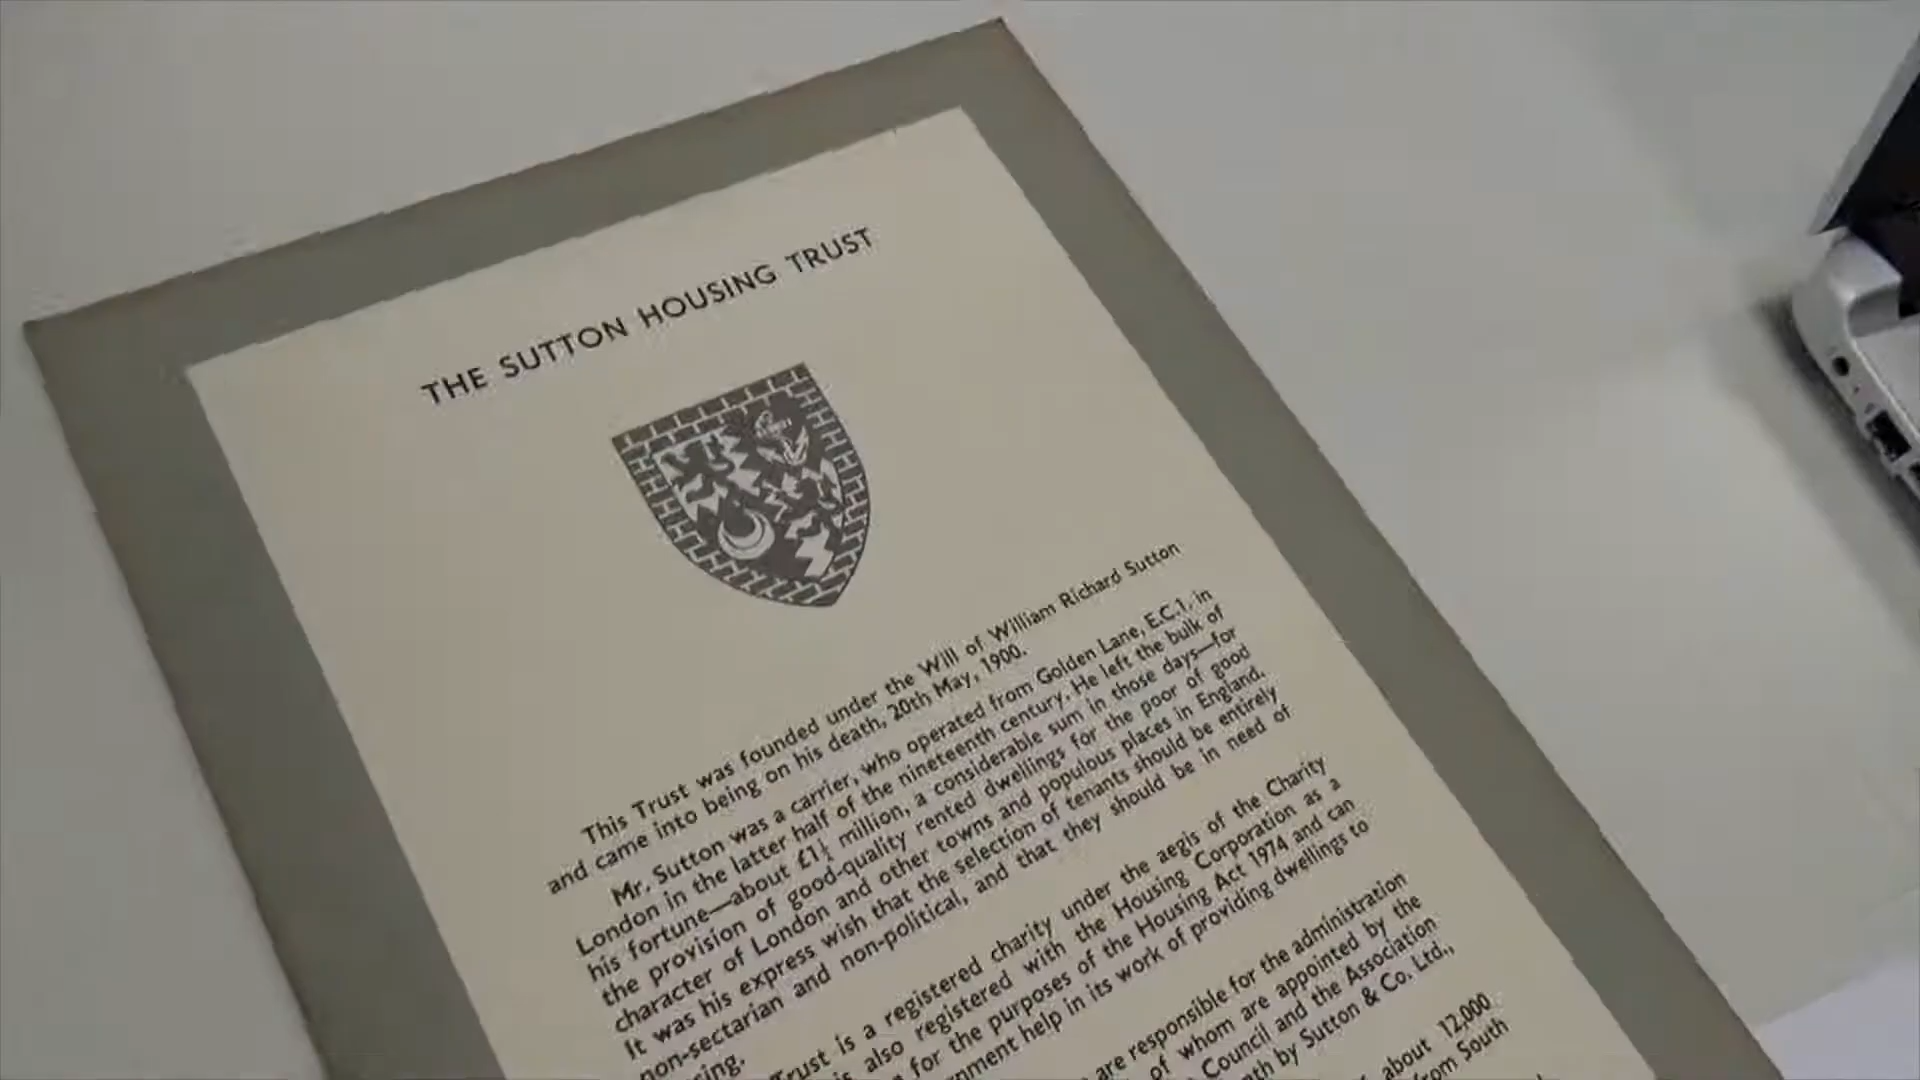 THE SUTTON HOUSING TRUST
This Trust was founded under the Will of William Richard Sutton
and came into being on his death, 20th May, 1900.
Mr. Sutton was a carrier, who operated from Golden Lane, E.C.1, in
London in the latter half of the nineteenth century. He left the bulk of
his fortune—about £1½ million, a considerable sum in those days—for
the provision of good-quality rented dwellings for the poor of good
character of London and other towns and populous places in England.
It was his express wish that the selection of tenants should be entirely
non-sectarian and non-political, and that they should be in need of
sing.
Trust is a registered charity under the aegis of the Charity
is also registered with the Housing Corporation as a
for the purposes of the Housing Act 1974 and can
nment help in its work of providing dwellings to
are responsible for the administration
of whom are appointed by the
Council and the Association
nth by Sutton & Co. Ltd.,
about 12,000
from South